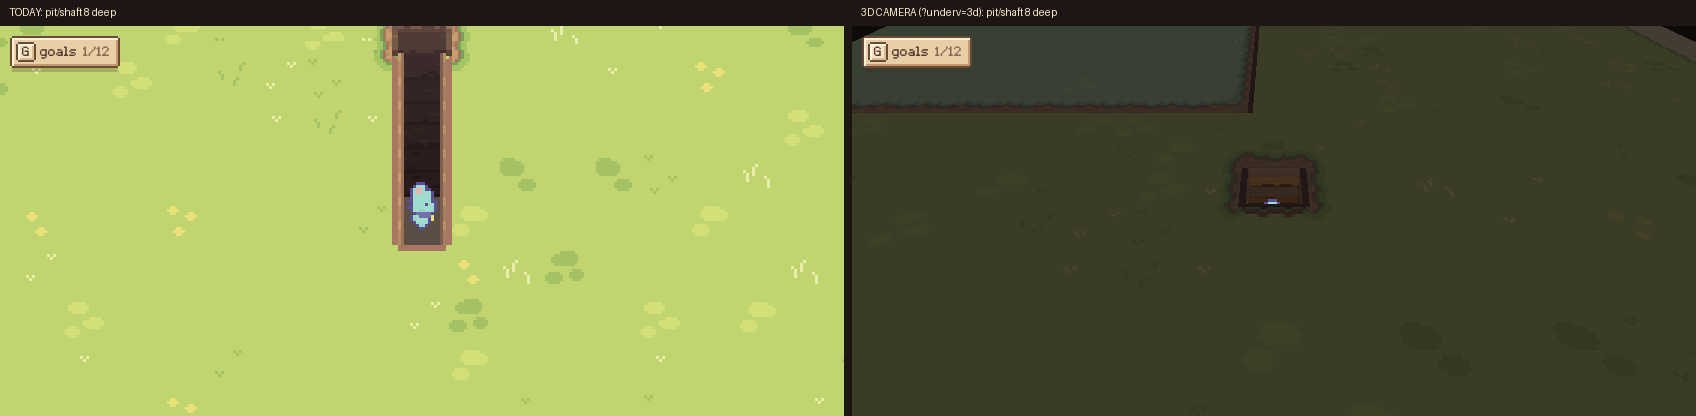 TODAY: pit/shaft 8 deep
3D CAMERA (?underv=3d): pit/shaft 8 deep
G goals 1/12
G goals 1/12